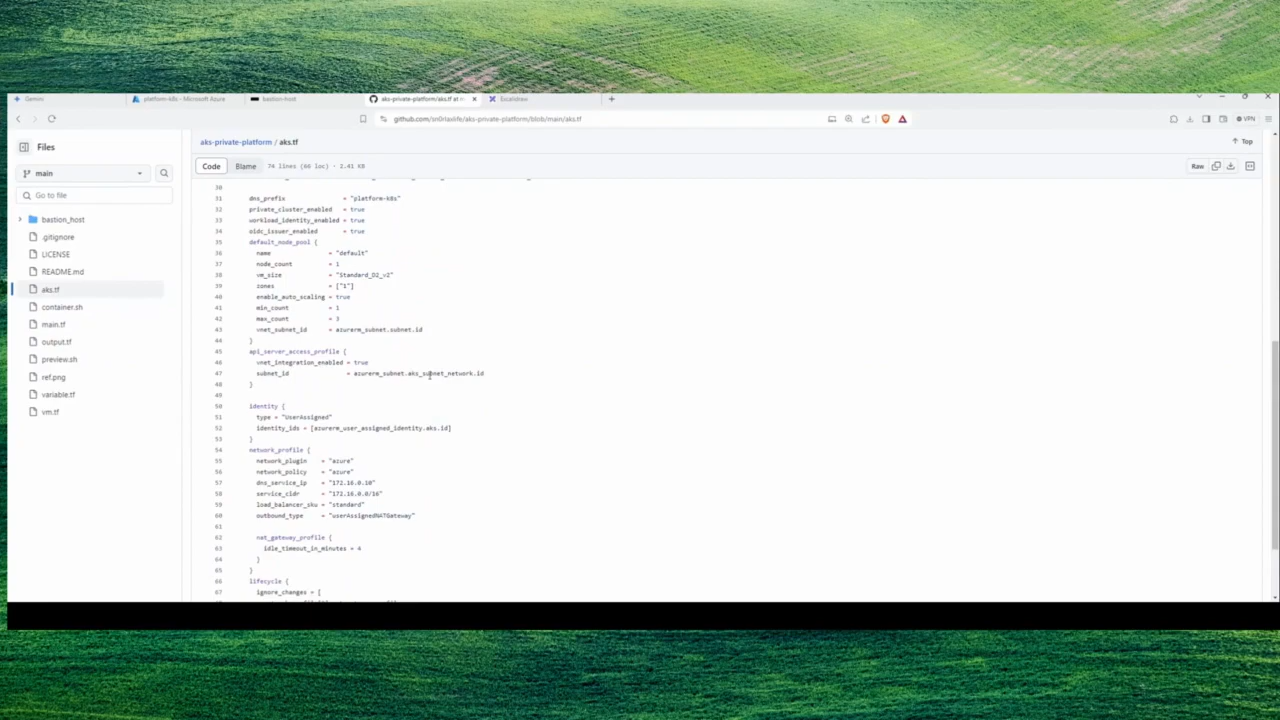 Gemini
platform-k8s - Microsoft Azure
bastion-host
aks-private-platform/aks.tf at m
Excalidraw
github.com/sn0rlaxlife/aks-private-platform/blob/main/aks.tf
VPN
Files
aks-private-platform / aks.tf
Top
main
Code
Blame
74 lines (66 loc) · 2.41 KB
Raw
Go to file
bastion_host
.gitignore
LICENSE
README.md
aks.tf
container.sh
main.tf
output.tf
preview.sh
ref.png
variable.tf
vm.tf
30
31 dns_prefix = "platform-k8s"
32 private_cluster_enabled = true
33 workload_identity_enabled = true
34 oidc_issuer_enabled = true
35 default_node_pool {
36 name = "default"
37 node_count = 1
38 vm_size = "Standard_D2_v2"
39 zones = ["1"]
40 enable_auto_scaling = true
41 min_count = 1
42 max_count = 3
43 vnet_subnet_id = azurerm_subnet.subnet.id
44 }
45 api_server_access_profile {
46 vnet_integration_enabled = true
47 subnet_id = azurerm_subnet.aks_subnet_network.id
48 }
49
50 identity {
51 type = "UserAssigned"
52 identity_ids = [azurerm_user_assigned_identity.aks.id]
53 }
54 network_profile {
55 network_plugin = "azure"
56 network_policy = "azure"
57 dns_service_ip = "172.16.0.10"
58 service_cidr = "172.16.0.0/16"
59 load_balancer_sku = "standard"
60 outbound_type = "userAssignedNATGateway"
61
62 nat_gateway_profile {
63 idle_timeout_in_minutes = 4
64 }
65 }
66 lifecycle {
67 ignore_changes = [